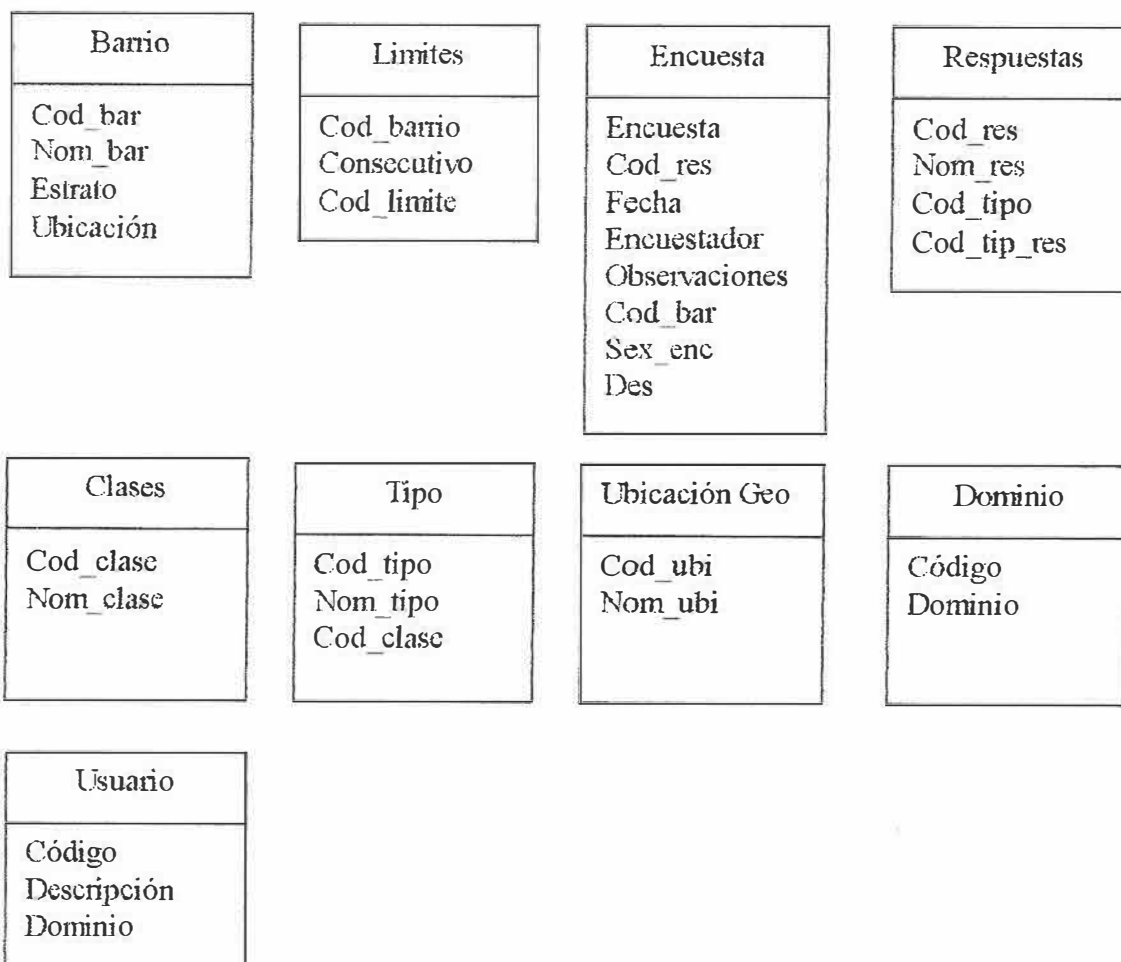 Barrio
Cod_bar
Nom_bar
Estrato
Ubicación
Limites
Cod_barrio
Consecutivo
Cod_limite
Encuesta
Encuesta
Cod_res
Fecha
Encuestador
Observaciones
Cod_bar
Sex_enc
Des
Respuestas
Cod_res
Nom_res
Cod_tipo
Cod_tip_res
Clases
Cod_clase
Nom_clase
Tipo
Cod_tipo
Nom_tipo
Cod_clase
Ubicación Geo
Cod_ubi
Nom_ubi
Dominio
Código
Dominio
Usuario
Código
Descripción
Dominio